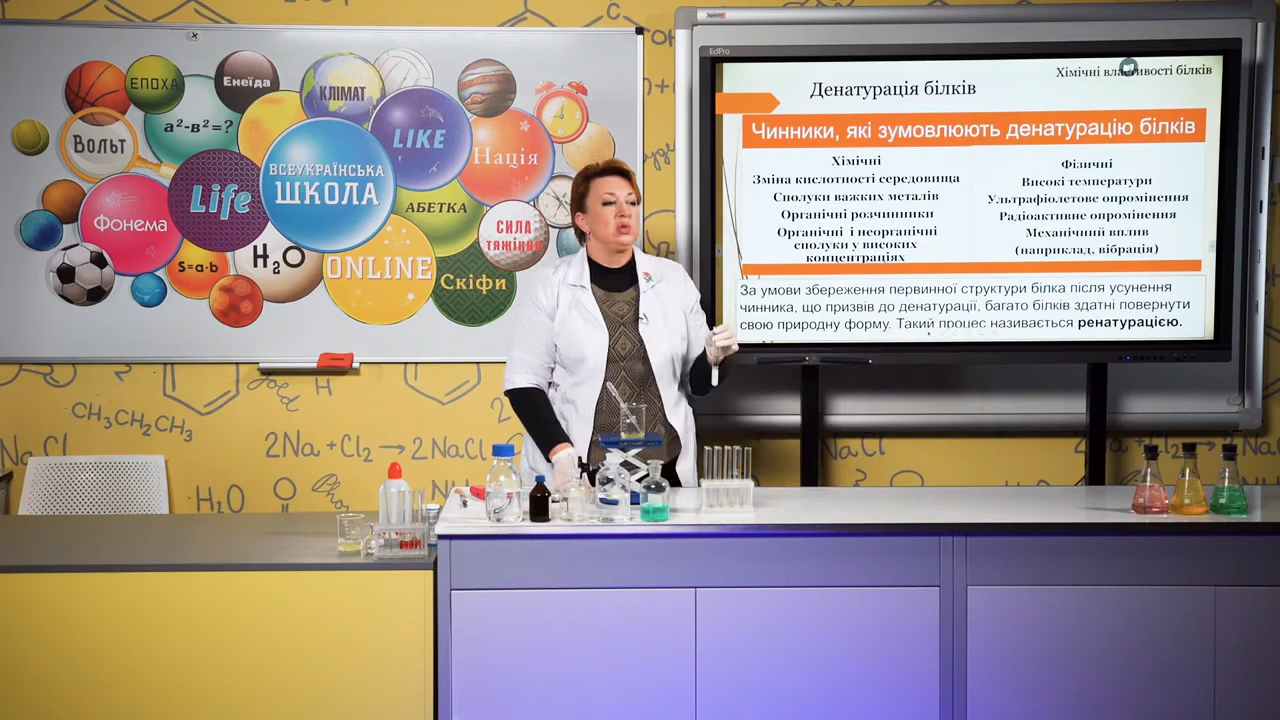 ЕПОХА
Енеїда
КЛІМАТ
Вольт
а²-в²=?
LIKE
Нація
ВСЕУКРАЇНСЬКА
ШКОЛА
Life
Фонема
АБЕТКА
СИЛА
ТЯЖІННЯ
S=a·b
H₂O
ONLINE
Скіфи
EdPro
Хімічні властивості білків
Денатурація білків
Чинники, які зумовлюють денатурацію білків
Хімічні
Зміна кислотності середовища
Сполуки важких металів
Органічні розчинники
Органічні і неорганічні
сполуки у високих
концентраціях
Фізичні
Високі температури
Ультрафіолетове опромінення
Радіоактивне опромінення
Механічний вплив
(наприклад, вібрація)
За умови збереження первинної структури білка після усунення
чинника, що призвів до денатурації, багато білків здатні повернути
свою природну форму. Такий процес називається ренатурацією.
CH₃CH₂CH₃
NaCl
2Na + Cl₂ → 2NaCl
H₂O